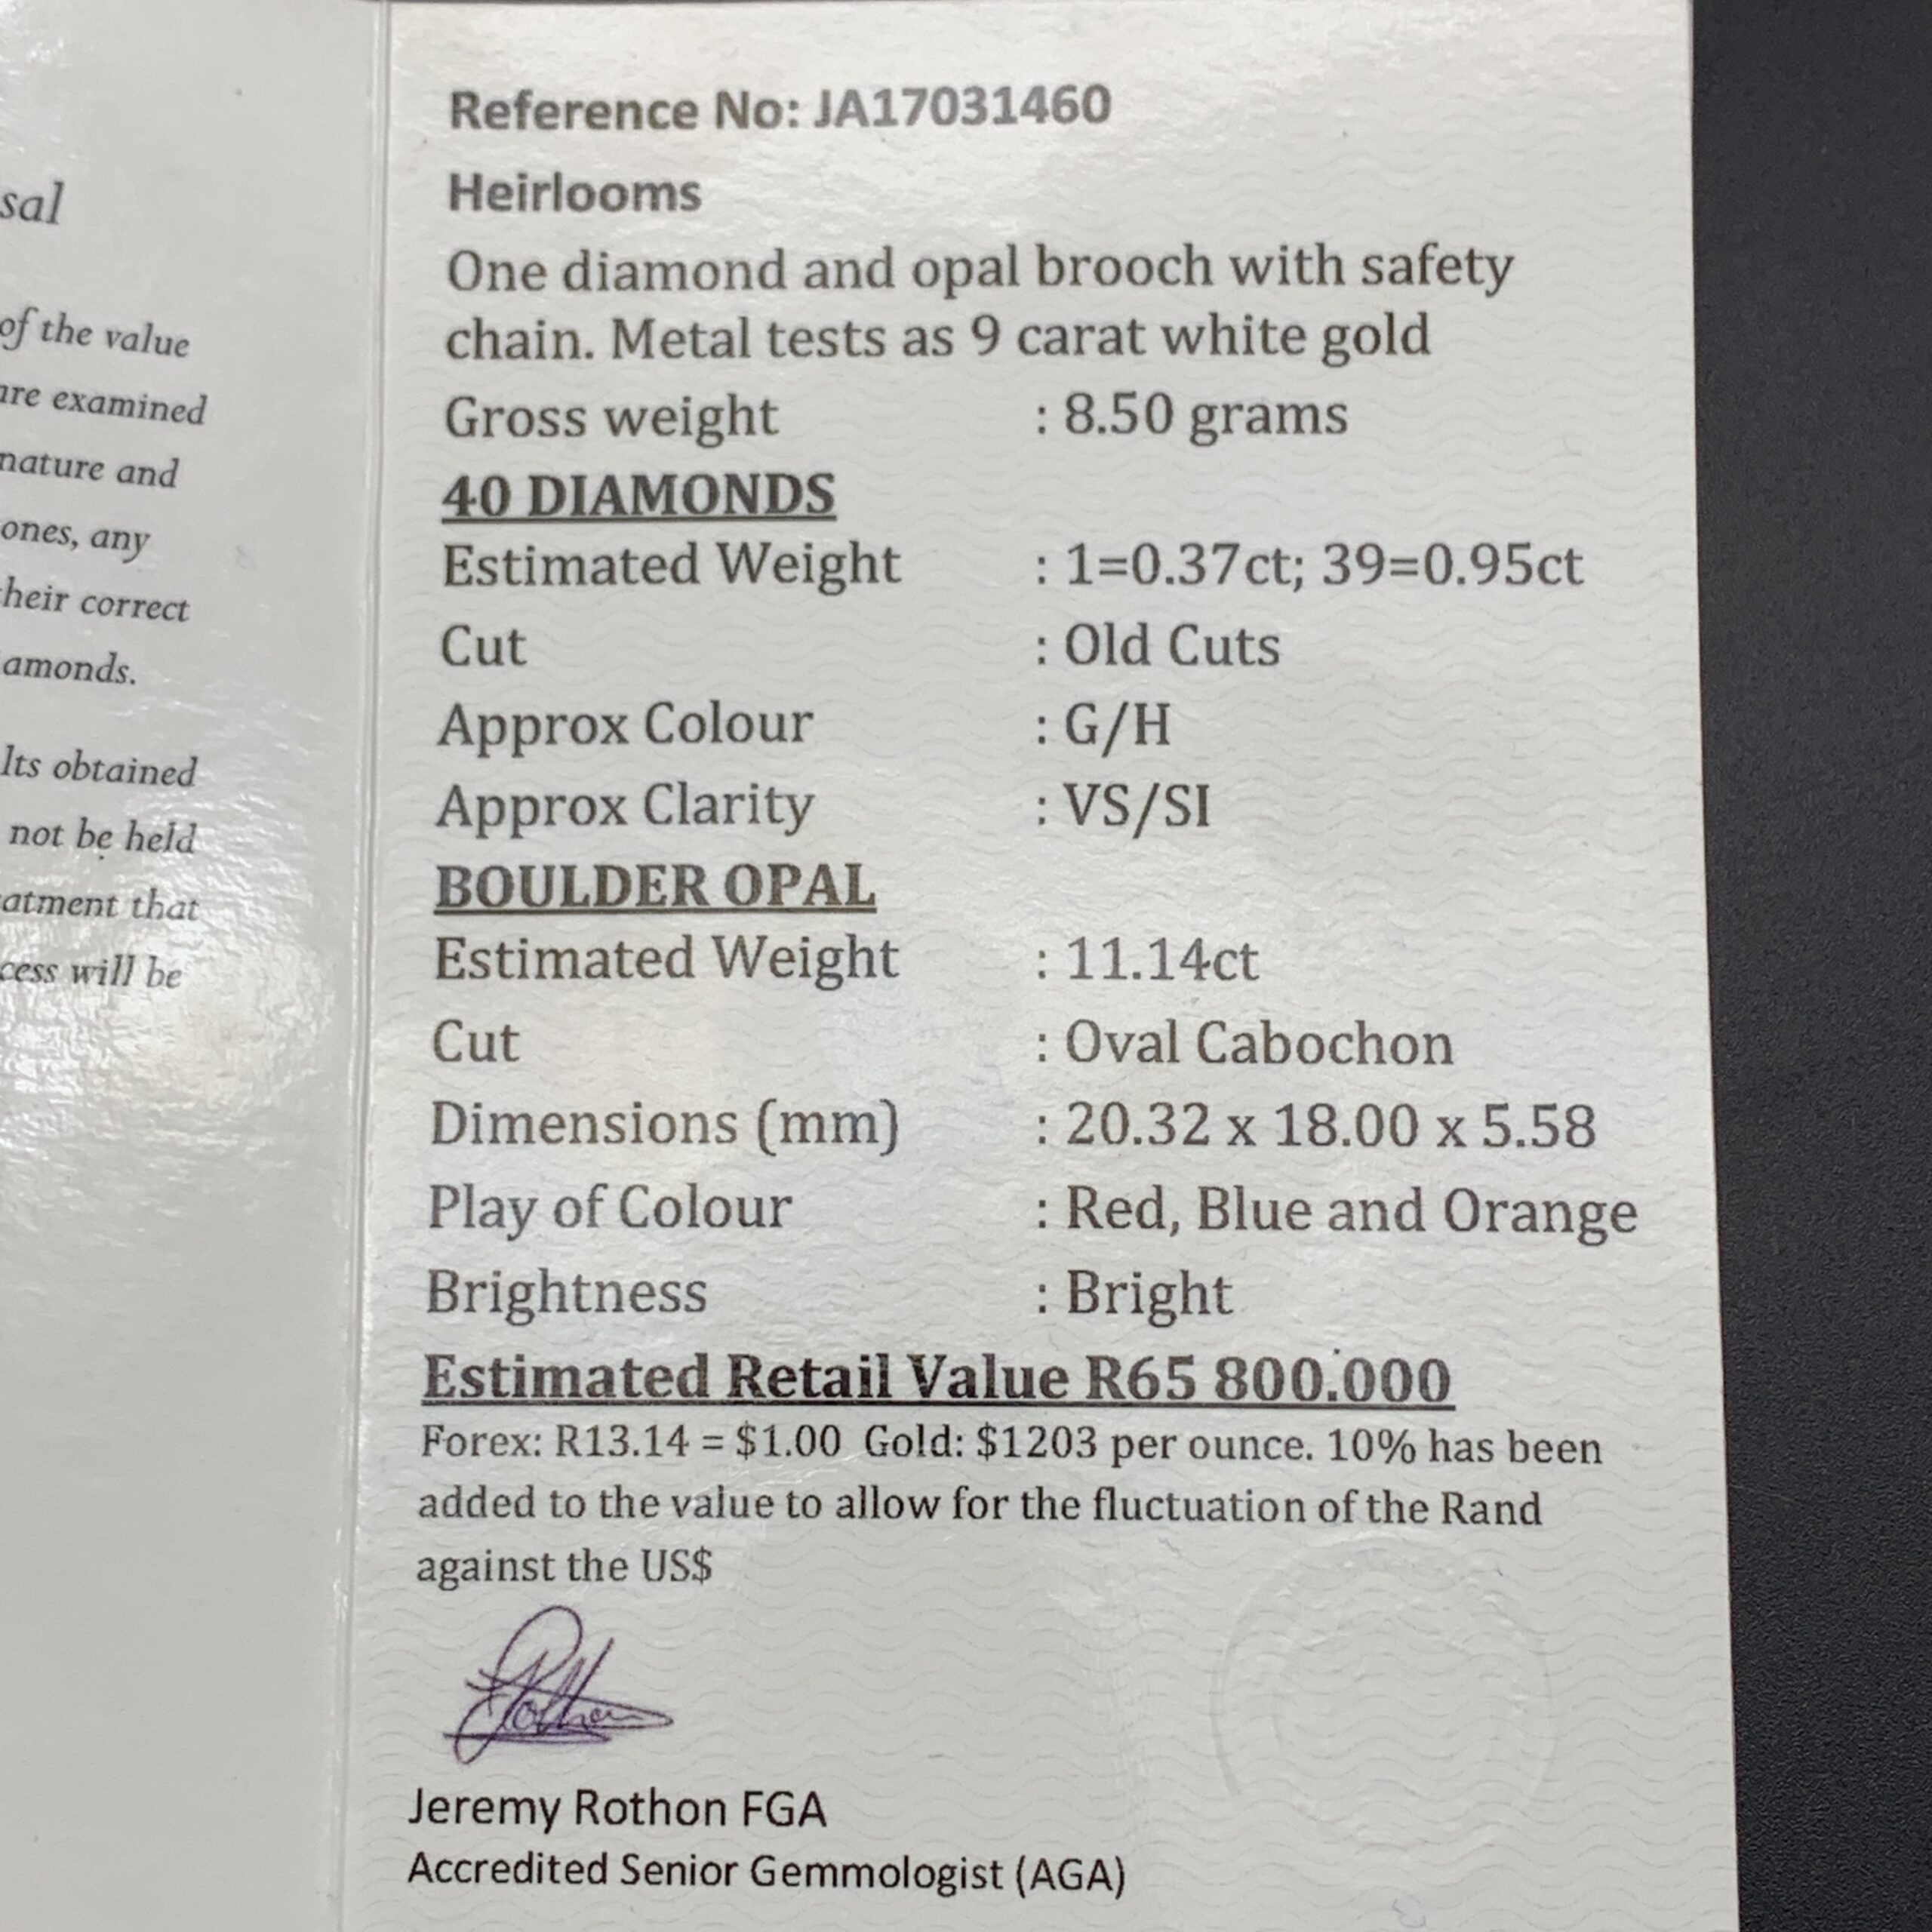 sal
of the value
are examined
nature and
ones, any
their correct
amonds.
lts obtained
not be held
atment that
cess will be
Reference No: JA17031460
Heirlooms
One diamond and opal brooch with safety
chain. Metal tests as 9 carat white gold
Gross weight : 8.50 grams
40 DIAMONDS
Estimated Weight : 1=0.37ct; 39=0.95ct
Cut : Old Cuts
Approx Colour : G/H
Approx Clarity : VS/SI
BOULDER OPAL
Estimated Weight : 11.14ct
Cut : Oval Cabochon
Dimensions (mm) : 20.32 x 18.00 x 5.58
Play of Colour : Red, Blue and Orange
Brightness : Bright
Estimated Retail Value R65 800.000
Forex: R13.14 = $1.00 Gold: $1203 per ounce. 10% has been
added to the value to allow for the fluctuation of the Rand
against the US$
JRothon
Jeremy Rothon FGA
Accredited Senior Gemmologist (AGA)